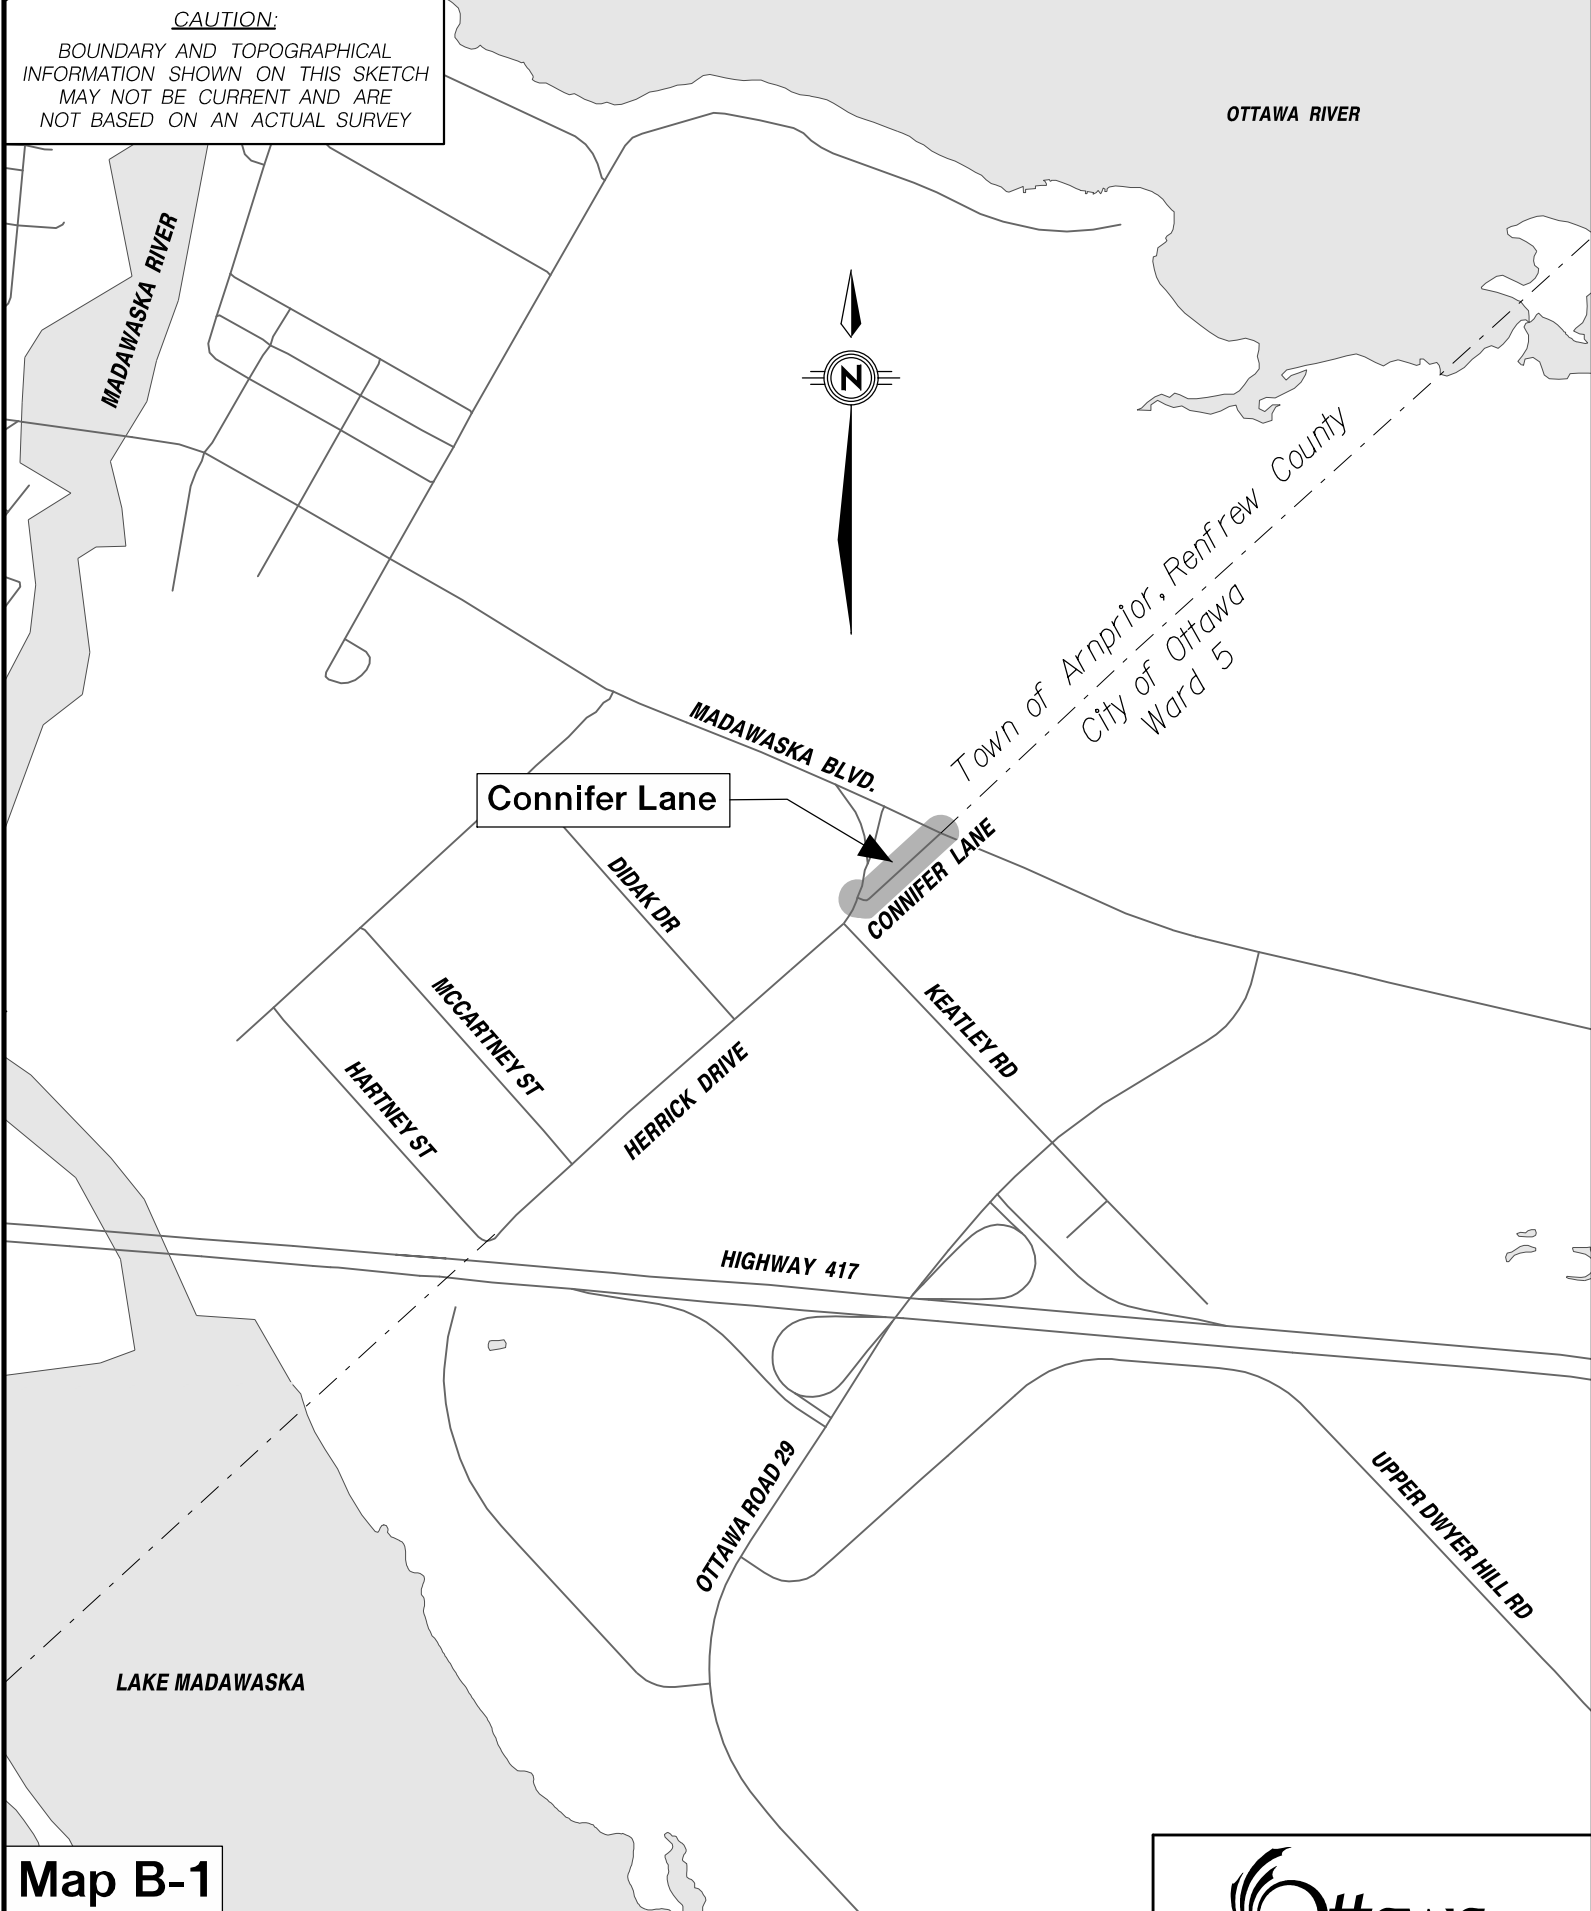 CAUTION:
BOUNDARY AND TOPOGRAPHICAL
INFORMATION SHOWN ON THIS SKETCH
MAY NOT BE CURRENT AND ARE
NOT BASED ON AN ACTUAL SURVEY
OTTAWA RIVER
MADAWASKA RIVER
N
Town of Arnprior, Renfrew County
City of Ottawa
Ward 5
MADAWASKA BLVD.
Connifer Lane
CONNIFER LANE
DIDAK DR
MCCARTNEY ST
HARTNEY ST
HERRICK DRIVE
KEATLEY RD
HIGHWAY 417
OTTAWA ROAD 29
UPPER DWYER HILL RD
LAKE MADAWASKA
Map B-1
Ottawa